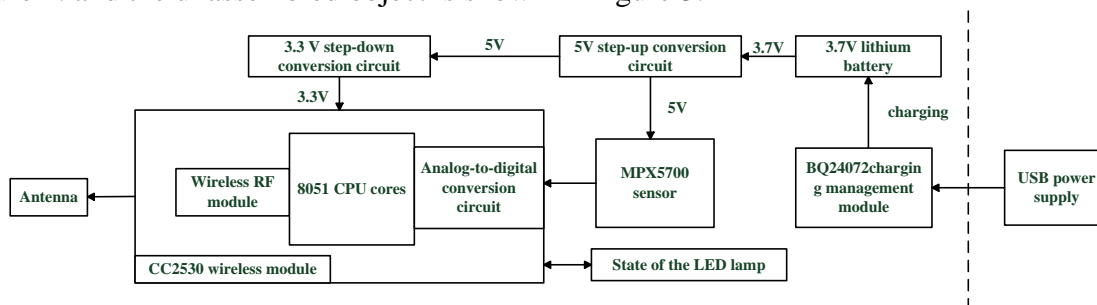 3.3 V step-down
conversion circuit
5V
5V step-up conversion
circuit
3.7V
3.7V lithium
battery
3.3V
5V
charging
Antenna
Wireless RF
module
8051 CPU cores
Analog-to-digital
conversion
circuit
MPX5700
sensor
BQ24072chargin
g management
module
USB power
supply
CC2530 wireless module
State of the LED lamp